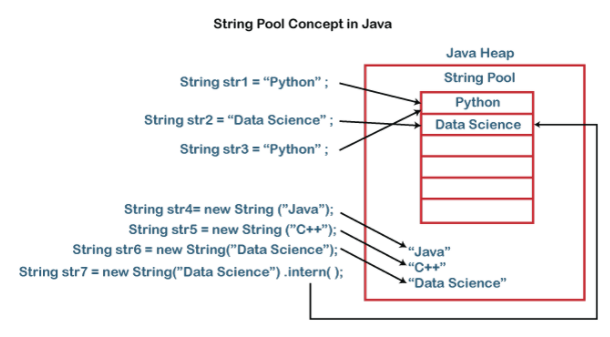 String Pool Concept in Java
Java Heap
String Pool
String str1 = “Python” ;
Python
String str2 = “Data Science” ;
Data Science
String str3 = “Python” ;
String str4= new String (”Java”);
String str5 = new String (”C++”);
String str6 = new String(”Data Science”);
String str7 = new String(”Data Science”) .intern( );
“Java”
“C++”
“Data Science”